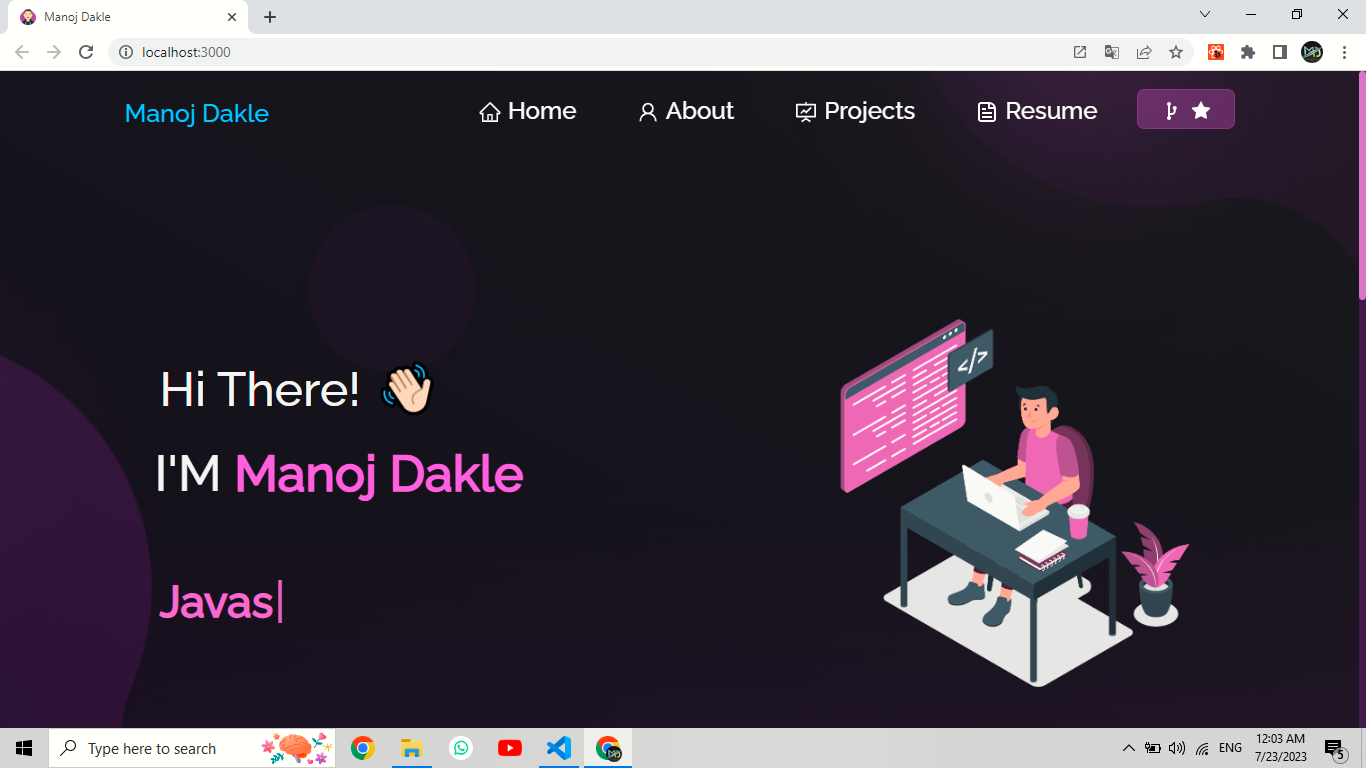 Manoj Dakle
localhost:3000
Manoj Dakle
Home
About
Projects
Resume
Hi There!
I'M Manoj Dakle
Javas
</>
Type here to search
ENG
12:03 AM
7/23/2023
5